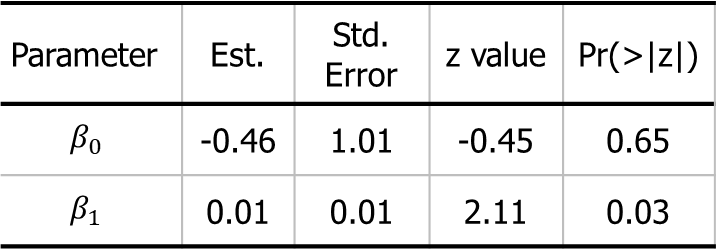 Parameter Est. Std. Error z value Pr(>|z|)
β₀ -0.46 1.01 -0.45 0.65
β₁ 0.01 0.01 2.11 0.03